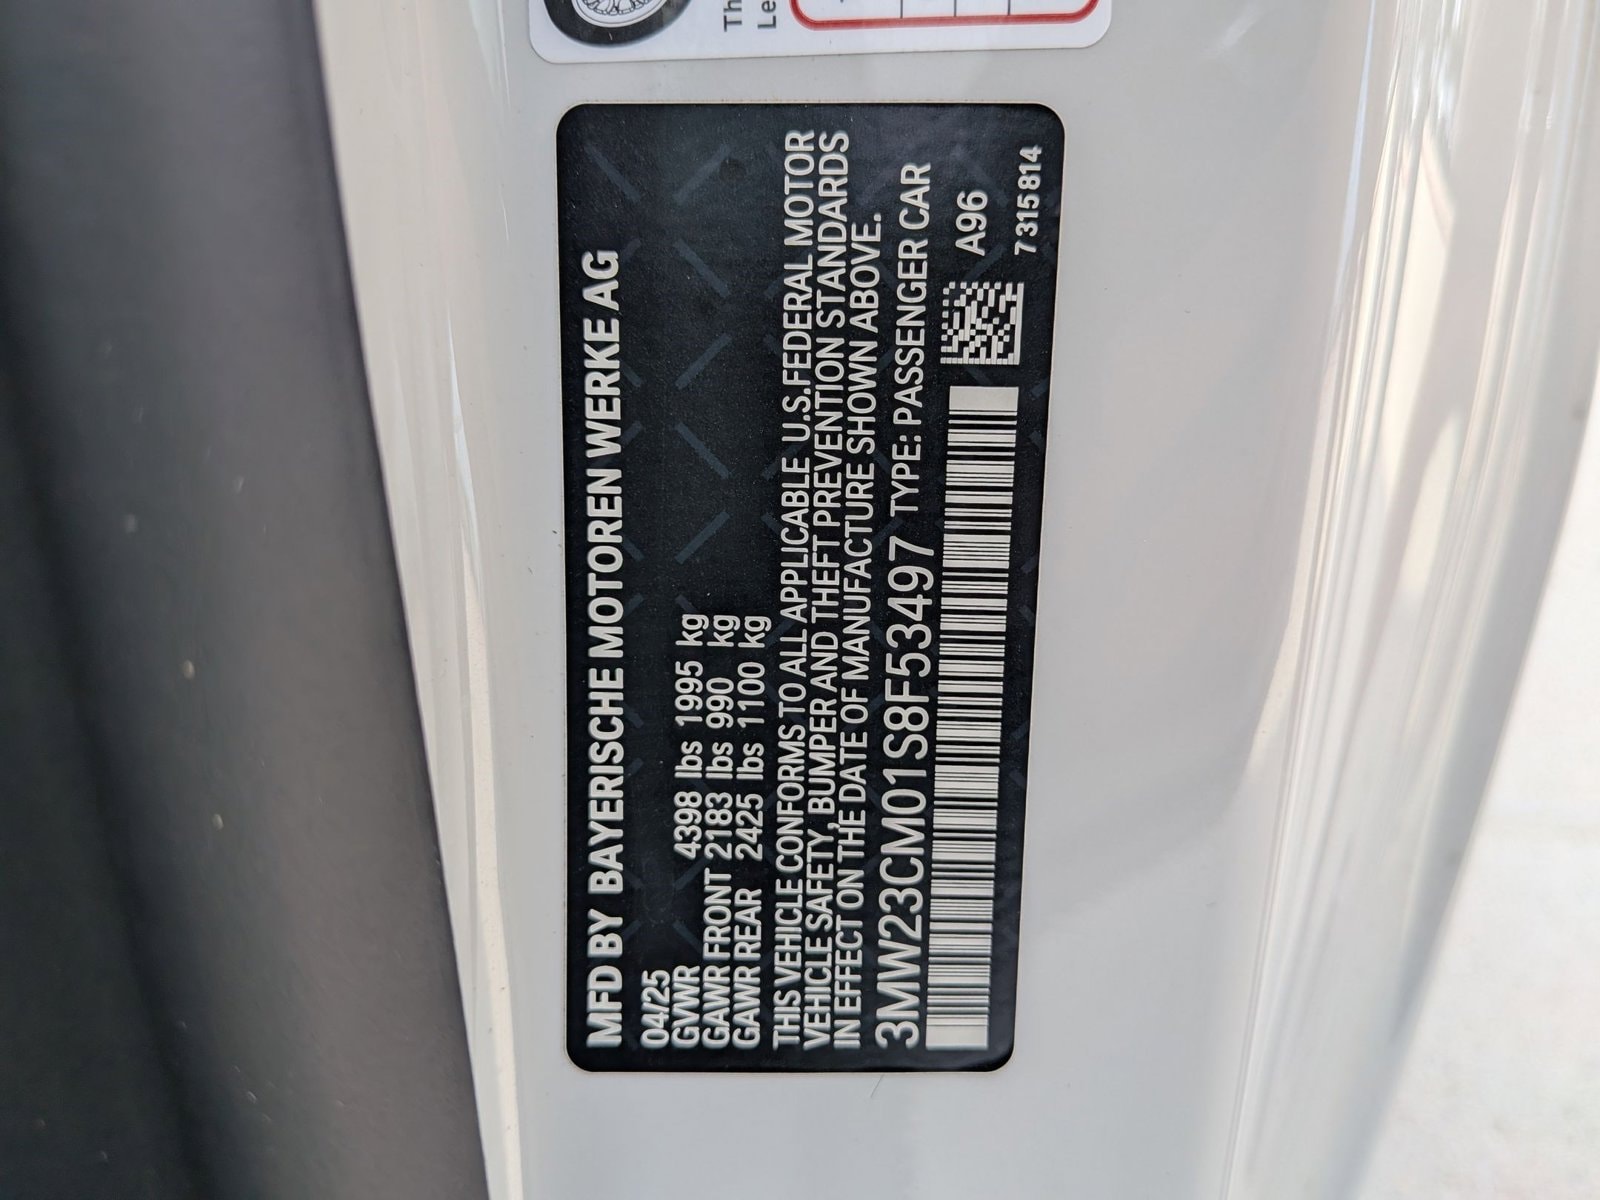 Th
Le
MFD BY BAYERISCHE MOTOREN WERKE AG
04/25
GVWR 4398 lbs 1995 kg
GAWR FRONT 2183 lbs 990 kg
GAWR REAR 2425 lbs 1100 kg
THIS VEHICLE CONFORMS TO ALL APPLICABLE U.S.FEDERAL MOTOR
VEHICLE SAFETY, BUMPER AND THEFT PREVENTION STANDARDS
IN EFFECT ON THE DATE OF MANUFACTURE SHOWN ABOVE.
3MW23CM01S8F53497 TYPE: PASSENGER CAR
A96
7315814